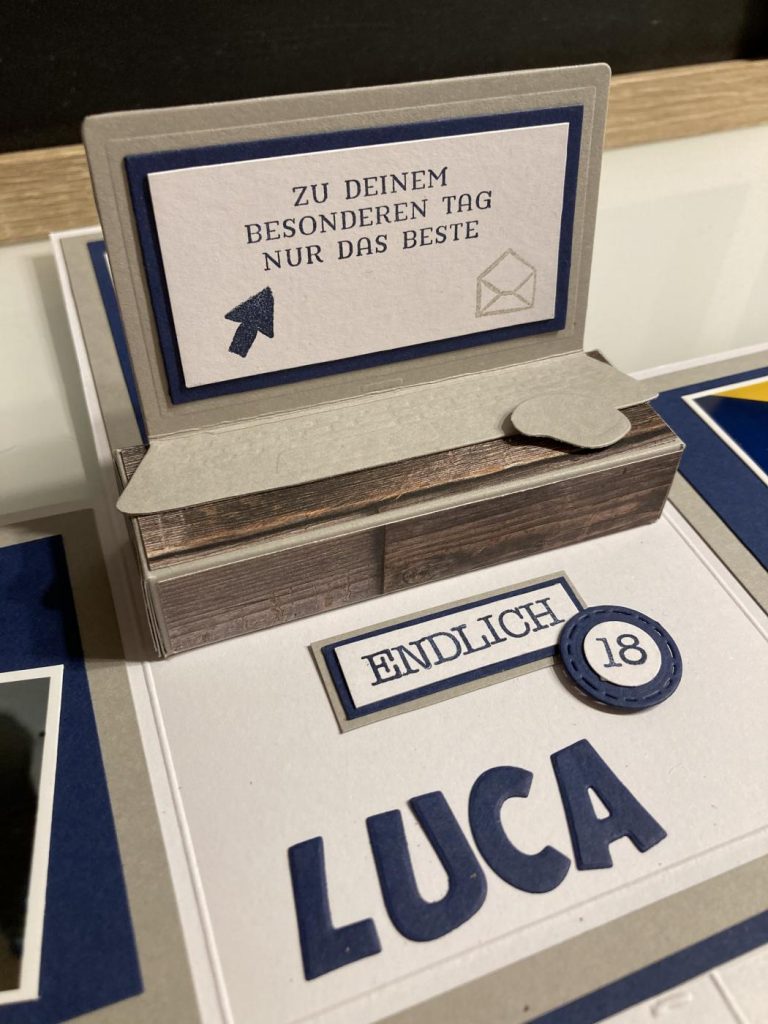 ZU DEINEM
BESONDEREN TAG
NUR DAS BESTE
ENDLICH
18
LUCA